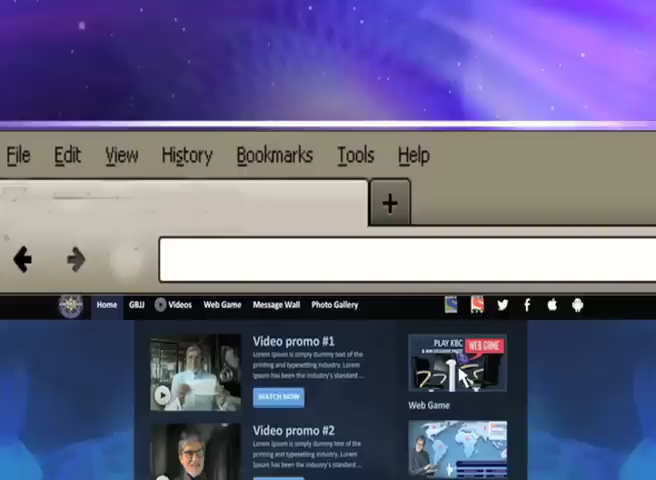 File Edit View History Bookmarks Tools Help
+
Home GBJJ Videos Web Game Message Wall Photo Gallery
Video promo #1
Lorem Ipsum is simply dummy text of the
printing and typesetting industry. Lorem
Ipsum has been the industry's standard ...
WATCH NOW
PLAY KBC
WEB GAME
Web Game
Video promo #2
Lorem Ipsum is simply dummy text of the
printing and typesetting industry. Lorem
Ipsum has been the industry's standard ...